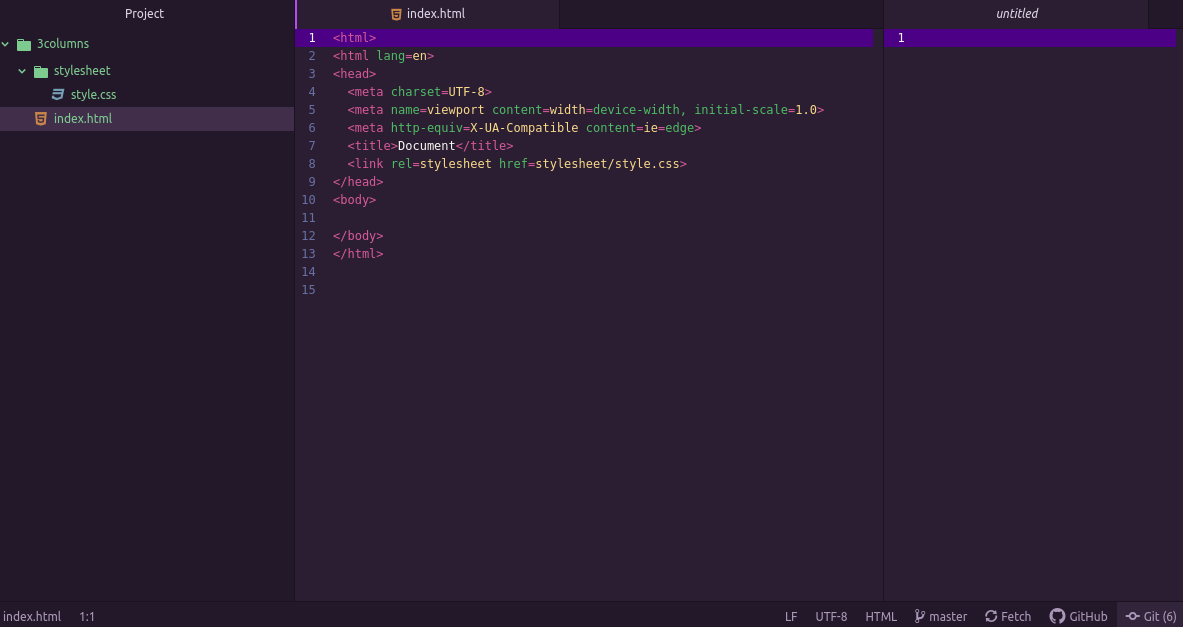 Project
3columns
stylesheet
style.css
index.html
index.html
1 <html>
2 <html lang=en>
3 <head>
4   <meta charset=UTF-8>
5   <meta name=viewport content=width=device-width, initial-scale=1.0>
6   <meta http-equiv=X-UA-Compatible content=ie=edge>
7   <title>Document</title>
8   <link rel=stylesheet href=stylesheet/style.css>
9 </head>
10 <body>
11
12 </body>
13 </html>
14
15
untitled
1
index.html 1:1 LF UTF-8 HTML master Fetch GitHub Git (6)